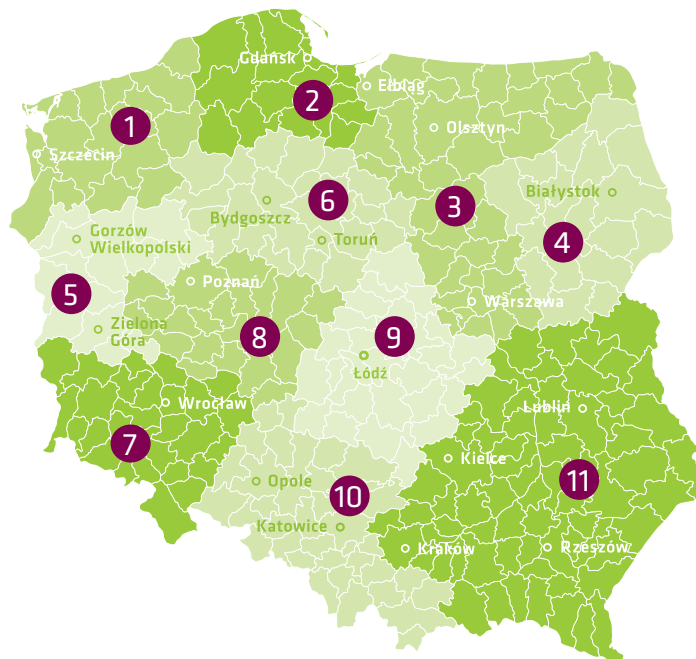 Gdańsk
2
Elbląg
1
Olsztyn
Szczecin
6
3
Białystok
Bydgoszcz
Toruń
4
Gorzów
Wielkopolski
5
Poznań
Warszawa
Zielona
Góra
8
9
Łódź
Wrocław
Lublin
7
Kielce
Opole
10
11
Katowice
Kraków
Rzeszów